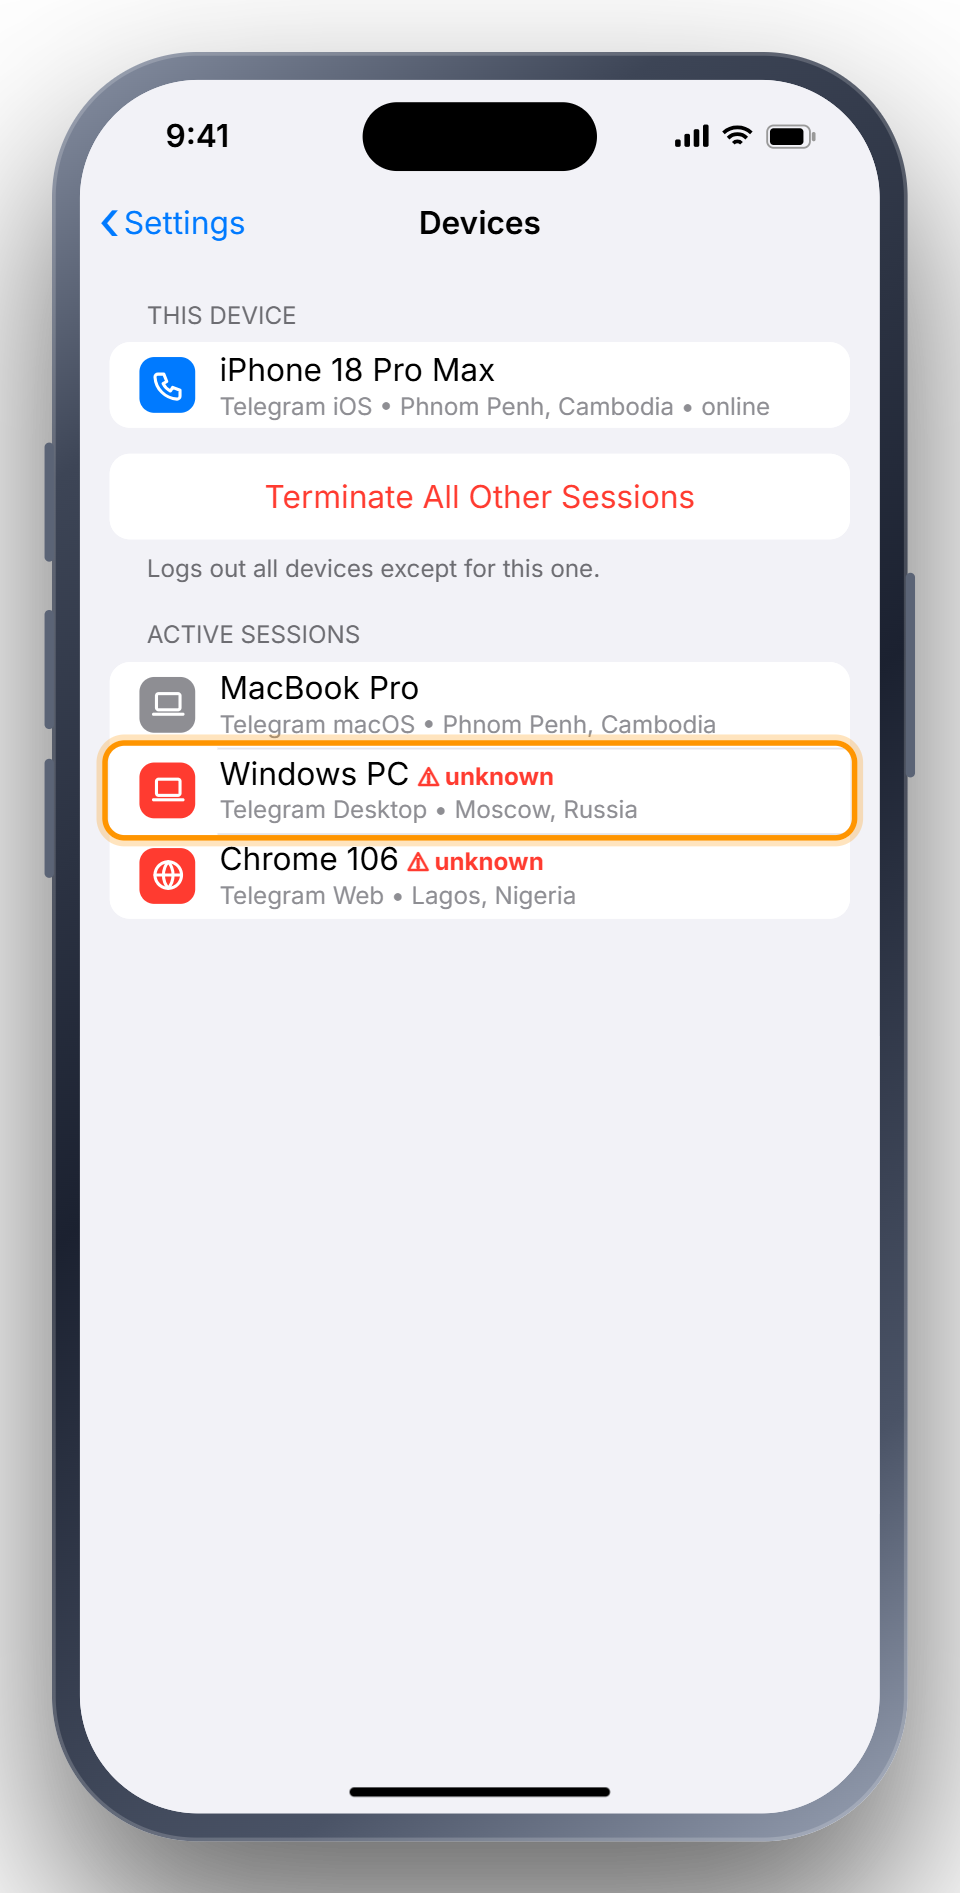 9:41
Settings
Devices
THIS DEVICE
iPhone 18 Pro Max
Telegram iOS • Phnom Penh, Cambodia • online
Terminate All Other Sessions
Logs out all devices except for this one.
ACTIVE SESSIONS
MacBook Pro
Telegram macOS • Phnom Penh, Cambodia
Windows PC ⚠ unknown
Telegram Desktop • Moscow, Russia
Chrome 106 ⚠ unknown
Telegram Web • Lagos, Nigeria